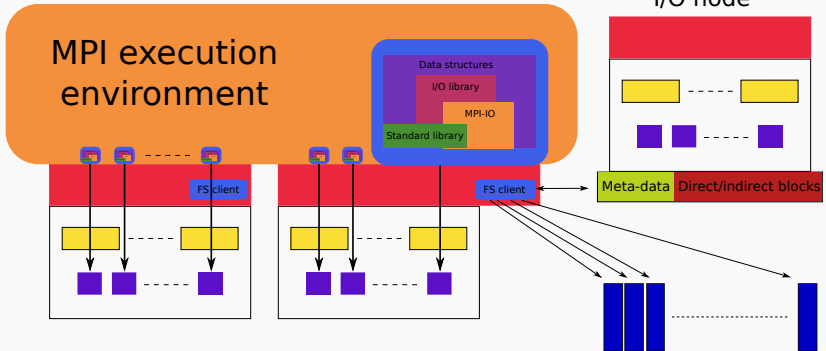 I/O node
MPI execution
environment
Data structures
I/O library
MPI-IO
Standard library
FS client
FS client
Meta-data
Direct/indirect blocks